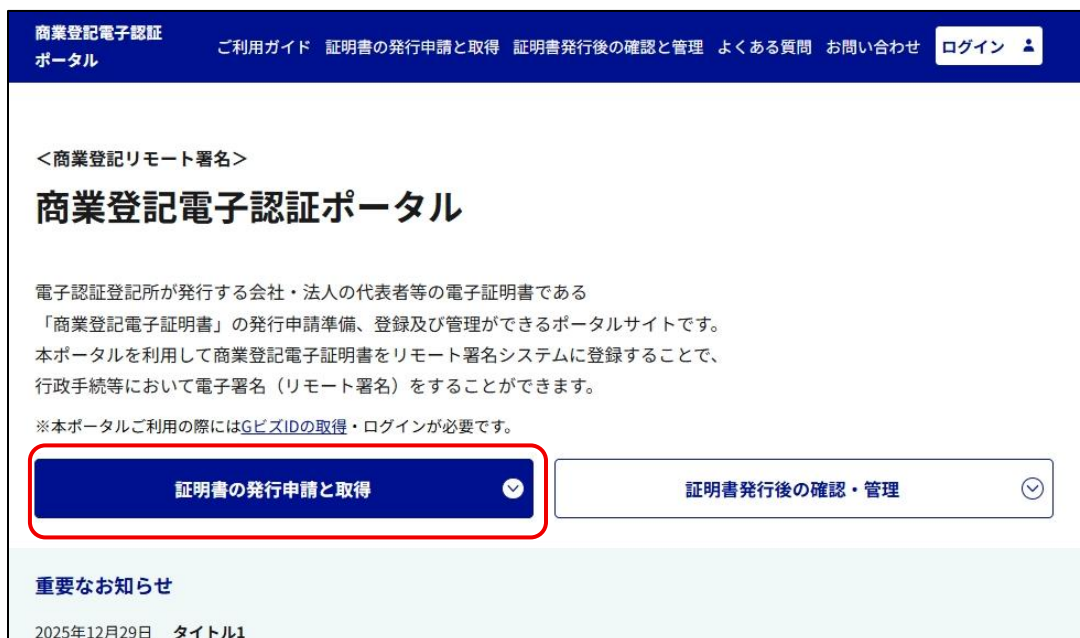 商業登記電子認証
ポータル
ご利用ガイド 証明書の発行申請と取得 証明書発行後の確認と管理 よくある質問 お問い合わせ ログイン
＜商業登記リモート署名＞
商業登記電子認証ポータル
電子認証登記所が発行する会社・法人の代表者等の電子証明書である
「商業登記電子証明書」の発行申請準備、登録及び管理ができるポータルサイトです。
本ポータルを利用して商業登記電子証明書をリモート署名システムに登録することで、
行政手続等において電子署名（リモート署名）をすることができます。
※本ポータルご利用の際にはGビズIDの取得・ログインが必要です。
証明書の発行申請と取得 証明書発行後の確認・管理
重要なお知らせ
2025年12月29日 タイトル1